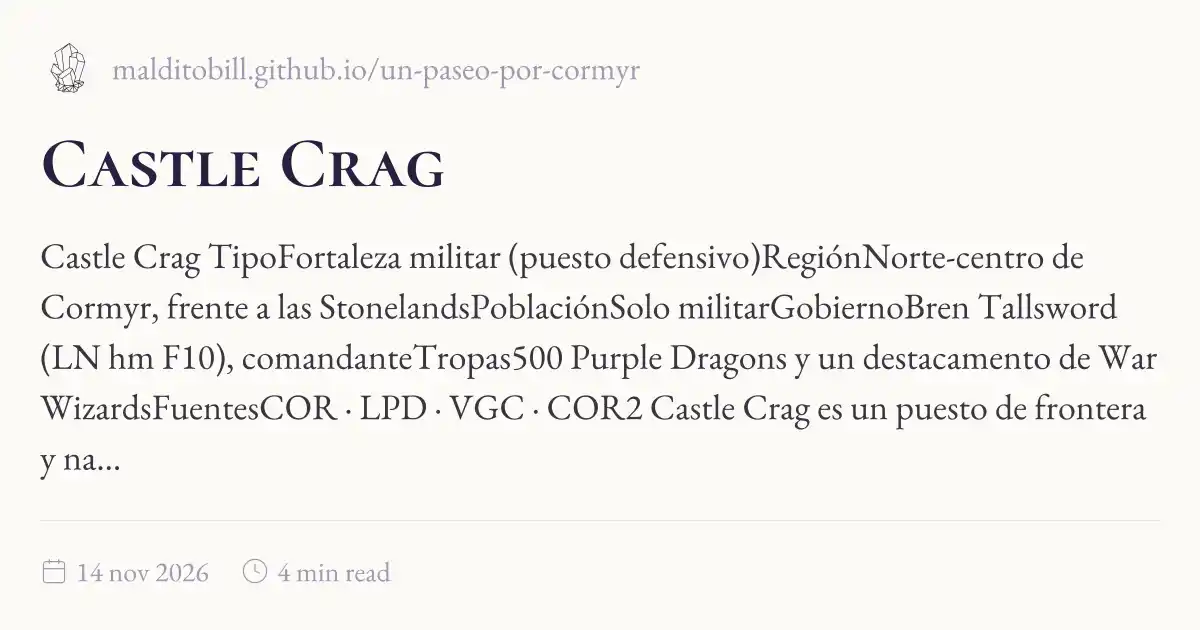 malditobill.github.io/un-paseo-por-cormyr
Castle Crag
Castle Crag TipoFortaleza militar (puesto defensivo)RegiónNorte-centro de
Cormyr, frente a las StonelandsPoblaciónSolo militarGobiernoBren Tallsword
(LN hm F10), comandanteTropas500 Purple Dragons y un destacamento de War
WizardsFuentesCOR · LPD · VGC · COR2 Castle Crag es un puesto de frontera
y na...
14 nov 2026 4 min read